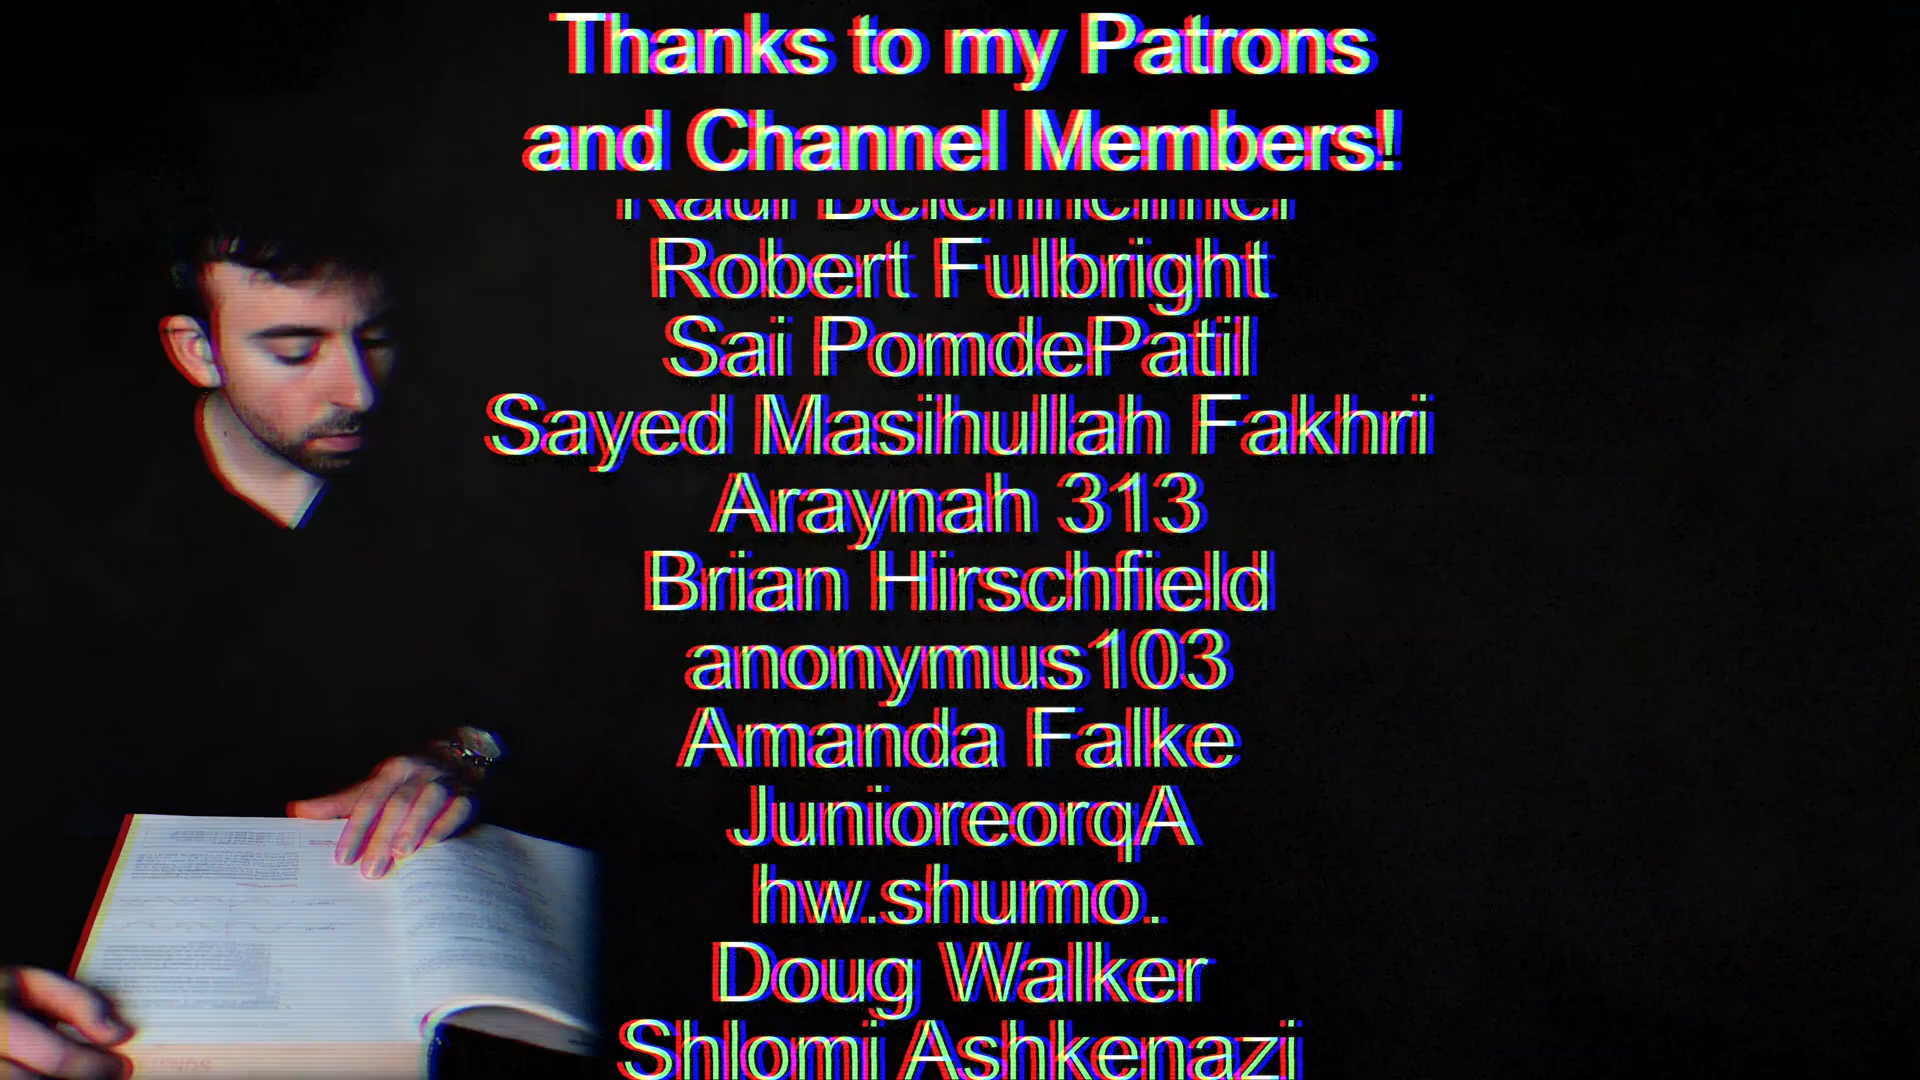 Thanks to my Patrons
and Channel Members!
Robert Fulbright
Sai PomdePatil
Sayed Masihullah Fakhri
Araynah 313
Brian Hirschfield
anonymus103
Amanda Falke
JunioreorqA
hw.shumo.
Doug Walker
Shlomi Ashkenazi